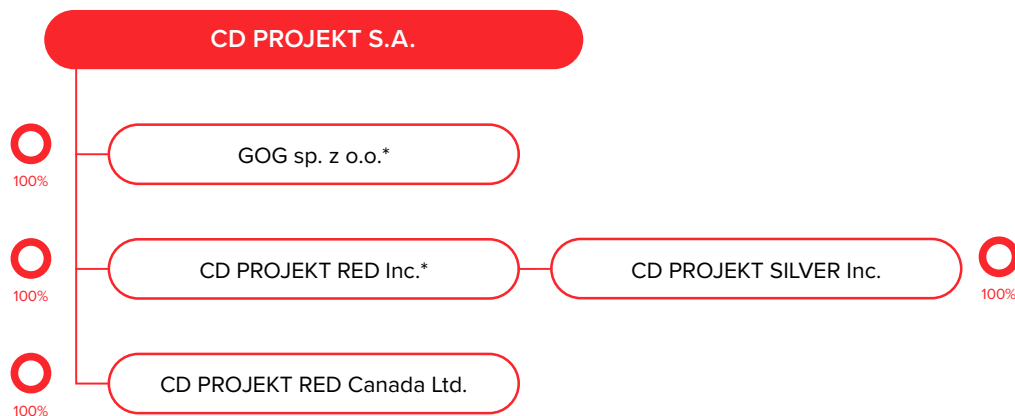 CD PROJEKT S.A.
GOG sp. z o.o.*
100%
CD PROJEKT RED Inc.*
CD PROJEKT SILVER Inc.
100%
100%
CD PROJEKT RED Canada Ltd.
100%